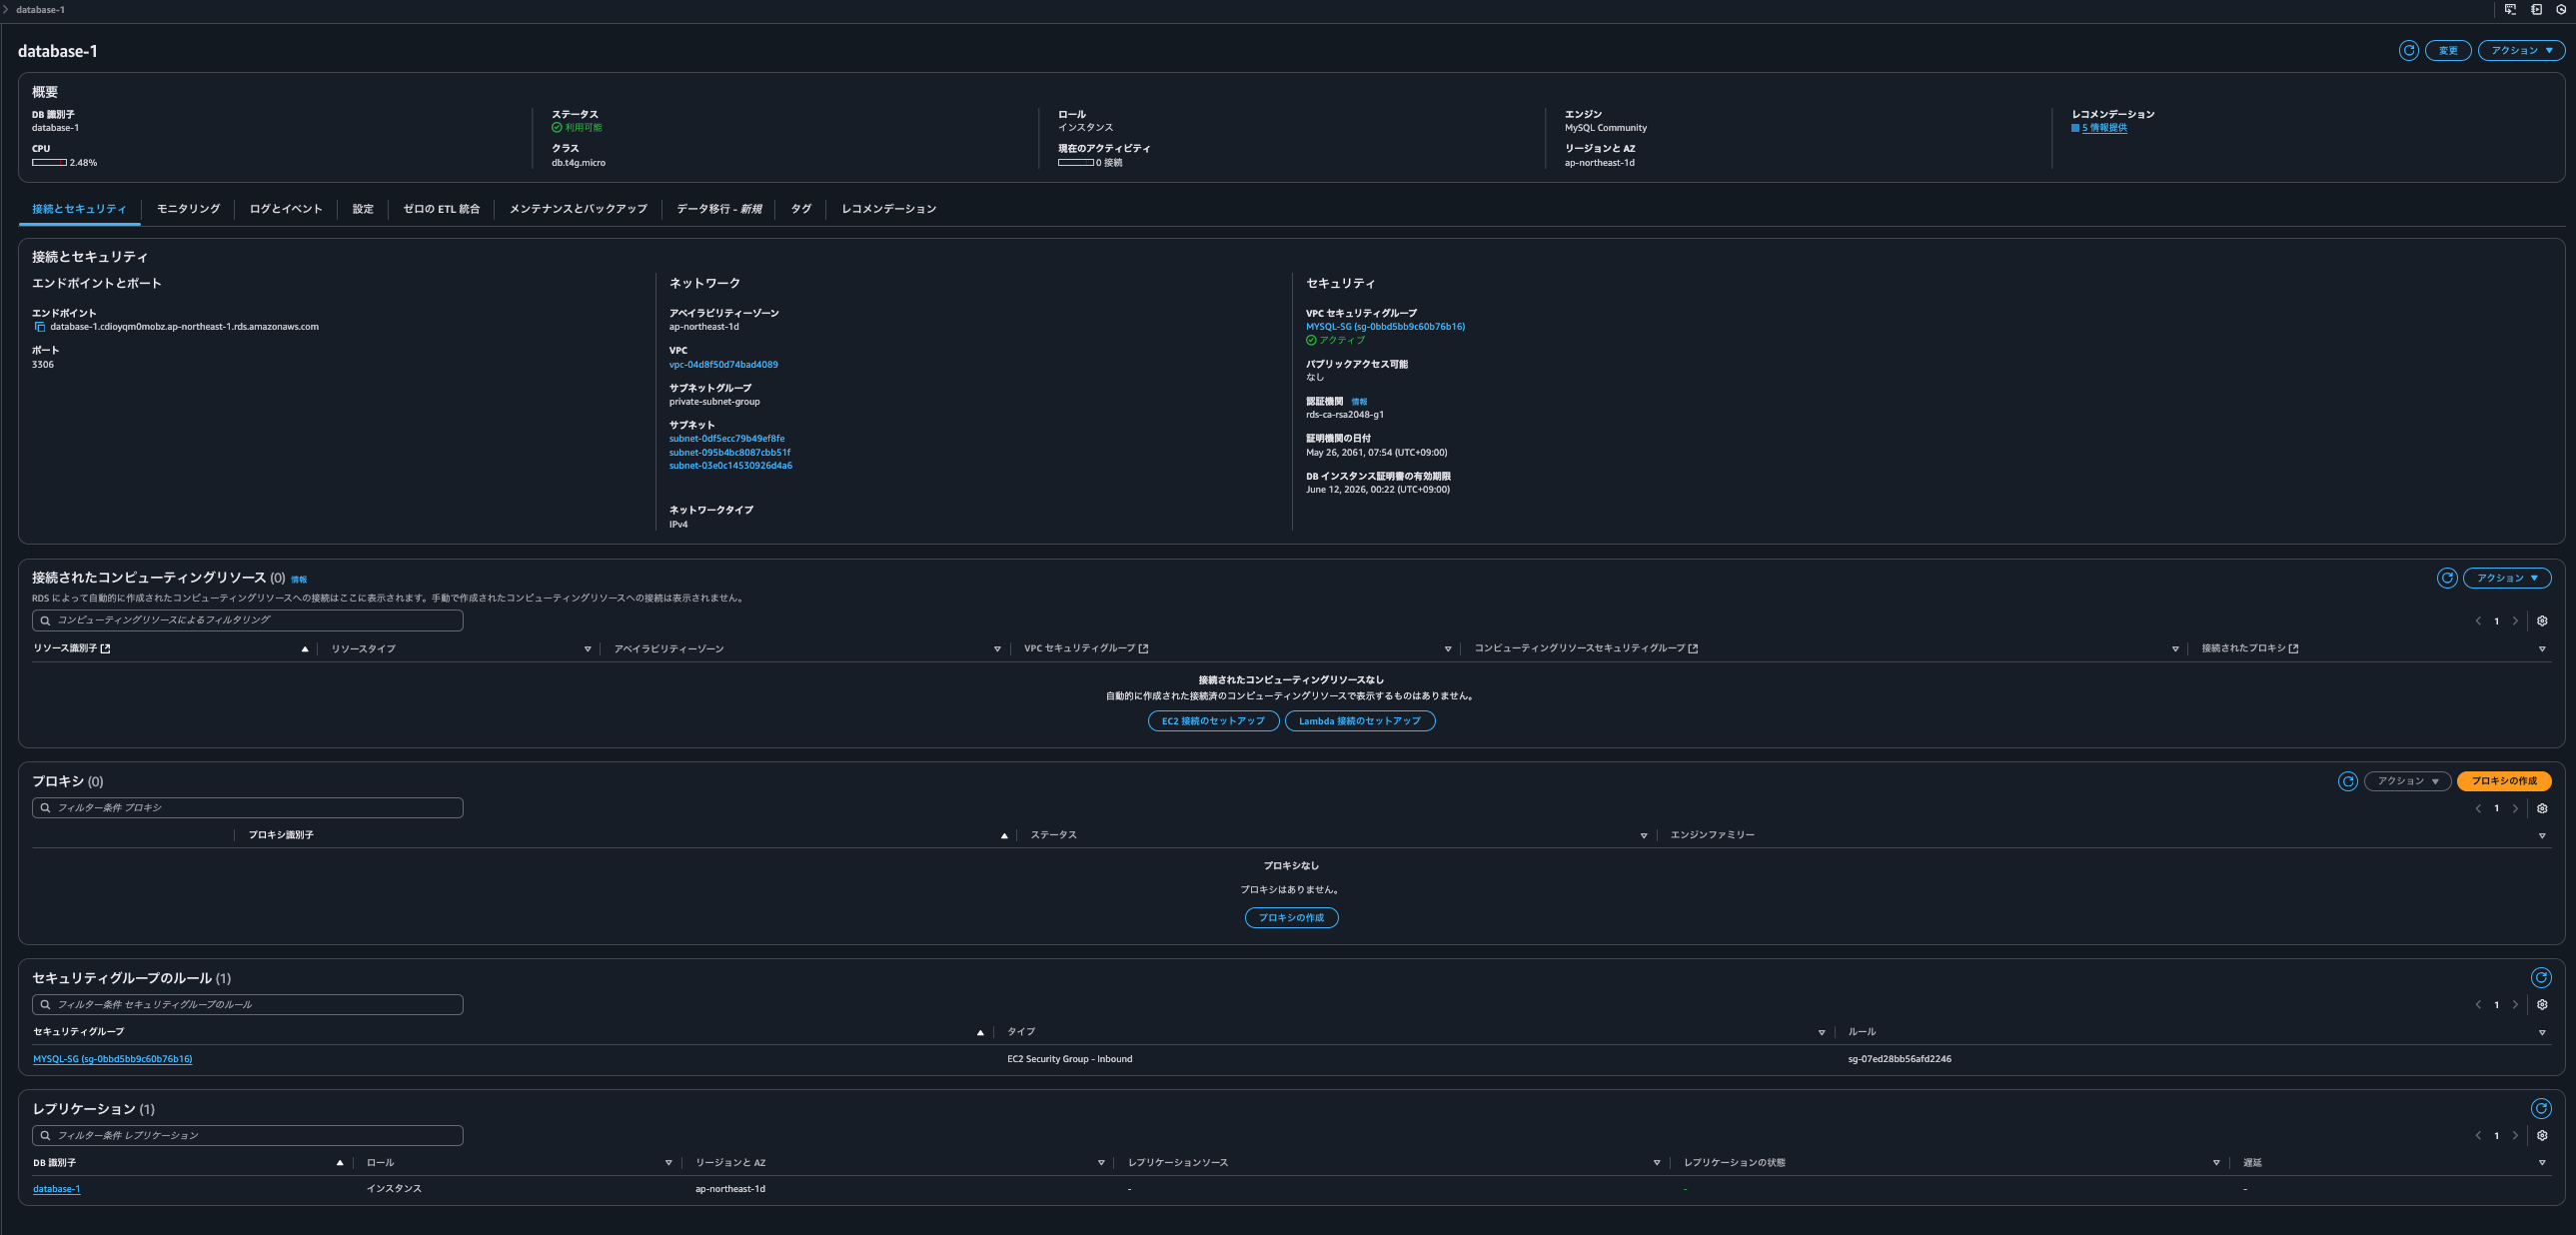 database-1
database-1
変更
アクション
概要
DB 識別子
database-1
CPU
2.48%
ステータス
利用可能
クラス
db.t4g.micro
ロール
インスタンス
現在のアクティビティ
0 接続
エンジン
MySQL Community
リージョンと AZ
ap-northeast-1d
レコメンデーション
5 情報提供
接続とセキュリティ
モニタリング
ログとイベント
設定
ゼロの ETL 統合
メンテナンスとバックアップ
データ移行 - 新規
タグ
レコメンデーション
接続とセキュリティ
エンドポイントとポート
エンドポイント
database-1.cdioyqm0mobz.ap-northeast-1.rds.amazonaws.com
ポート
3306
ネットワーク
アベイラビリティーゾーン
ap-northeast-1d
VPC
vpc-04d8f50d74bad4089
サブネットグループ
private-subnet-group
サブネット
subnet-0df5ecc79b49ef8fe
subnet-095b4bc8087cbb51f
subnet-03e0c14530926d4a6
ネットワークタイプ
IPv4
セキュリティ
VPC セキュリティグループ
MYSQL-SG (sg-0bbd5bb9c60b76b16)
アクティブ
パブリックアクセス可能
なし
認証機関 情報
rds-ca-rsa2048-g1
証明機関の日付
May 26, 2061, 07:54 (UTC+09:00)
DB インスタンス証明書の有効期限
June 12, 2026, 00:22 (UTC+09:00)
接続されたコンピューティングリソース (0) 情報
アクション
RDS によって自動的に作成されたコンピューティングリソースへの接続はここに表示されます。手動で作成されたコンピューティングリソースへの接続は表示されません。
コンピューティングリソースによるフィルタリング
1
リソース識別子
リソースタイプ
アベイラビリティーゾーン
VPC セキュリティグループ
コンピューティングリソースセキュリティグループ
接続されたプロキシ
接続されたコンピューティングリソースなし
自動的に作成された接続済のコンピューティングリソースで表示するものはありません。
EC2 接続のセットアップ
Lambda 接続のセットアップ
プロキシ (0)
アクション
プロキシの作成
フィルター条件 プロキシ
1
プロキシ識別子
ステータス
エンジンファミリー
プロキシなし
プロキシはありません。
プロキシの作成
セキュリティグループのルール (1)
フィルター条件 セキュリティグループのルール
1
セキュリティグループ
タイプ
ルール
MYSQL-SG (sg-0bbd5bb9c60b76b16)
EC2 Security Group - Inbound
sg-07ed28bb56afd2246
レプリケーション (1)
フィルター条件 レプリケーション
1
DB 識別子
ロール
リージョンと AZ
レプリケーションソース
レプリケーションの状態
遅延
database-1
インスタンス
ap-northeast-1d
-
-
-